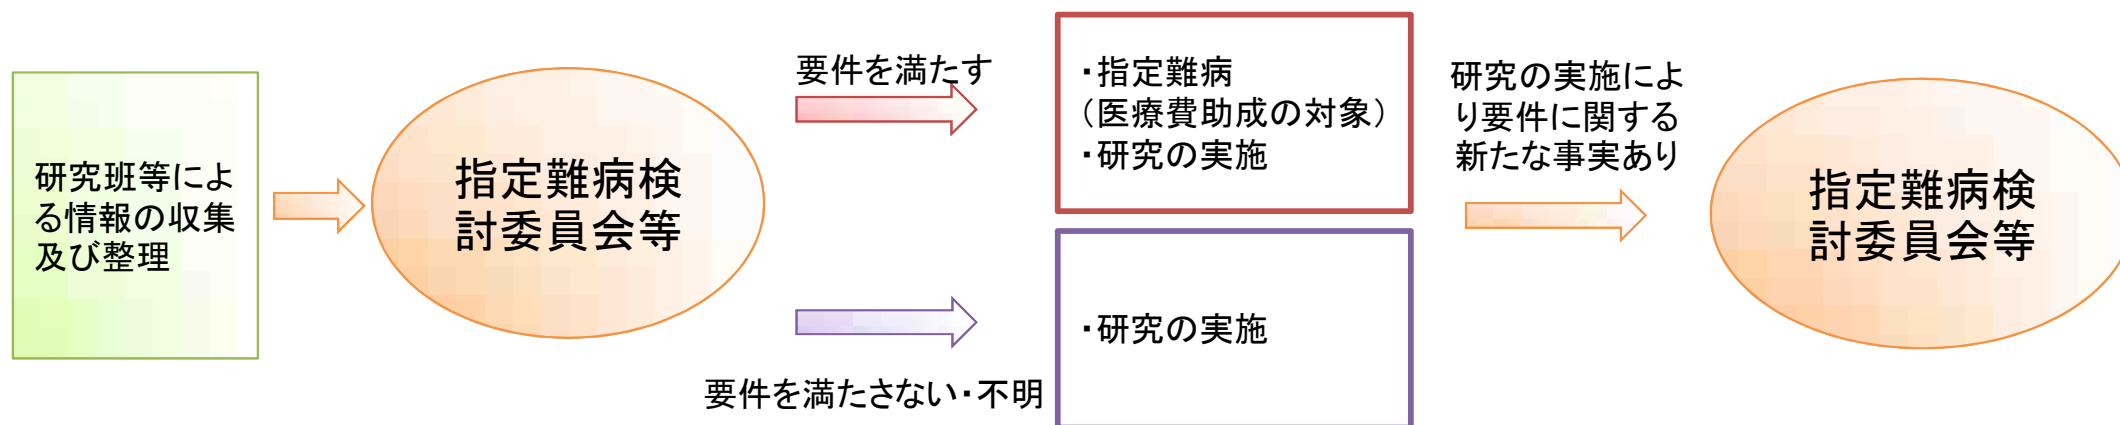 研究班等によ
る情報の収集
及び整理
指定難病検
討委員会等
要件を満たす
要件を満たさない・不明
・指定難病
（医療費助成の対象）
・研究の実施
・研究の実施
研究の実施によ
り要件に関する
新たな事実あり
指定難病検
討委員会等